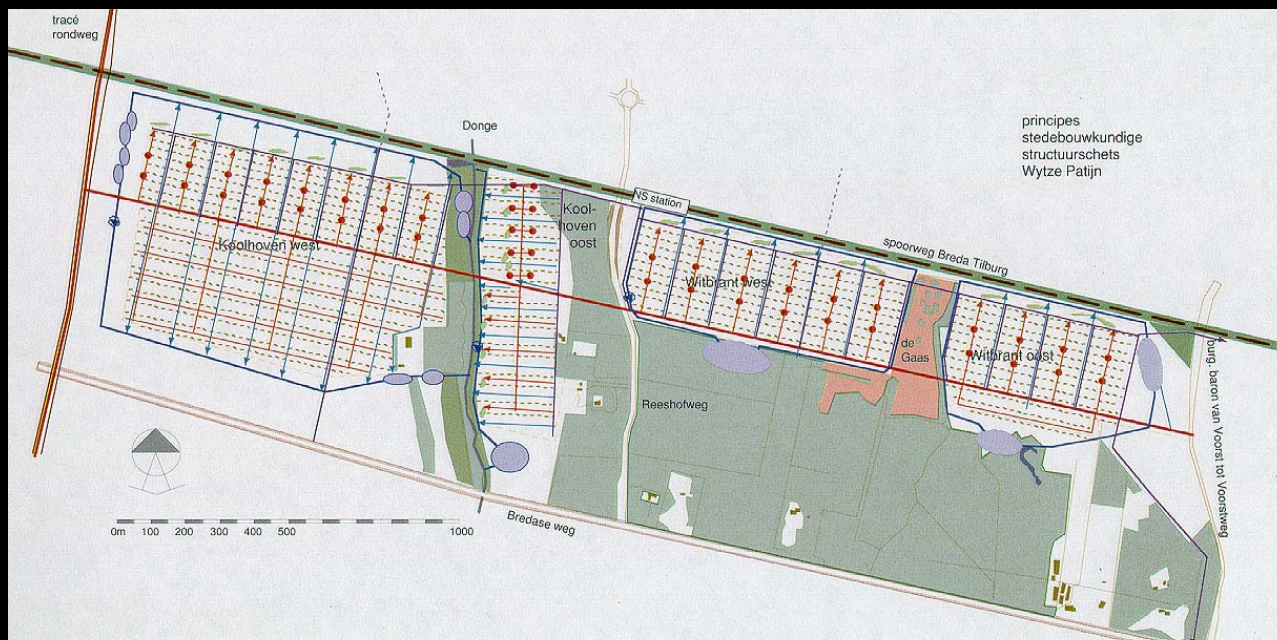 tracé
rondweg
Donge
principes
stedebouwkundige
structuurschets
Wytze Patijn
NS station
Kool-
hoven
oost
Koolhoven west
spoorweg Breda Tilburg
Witbrant west
de
Gaas
Witbrant oost
burg. baron van Voorst tot Voorstweg
Reeshofweg
Bredase weg
0m 100 200 300 400 500 1000